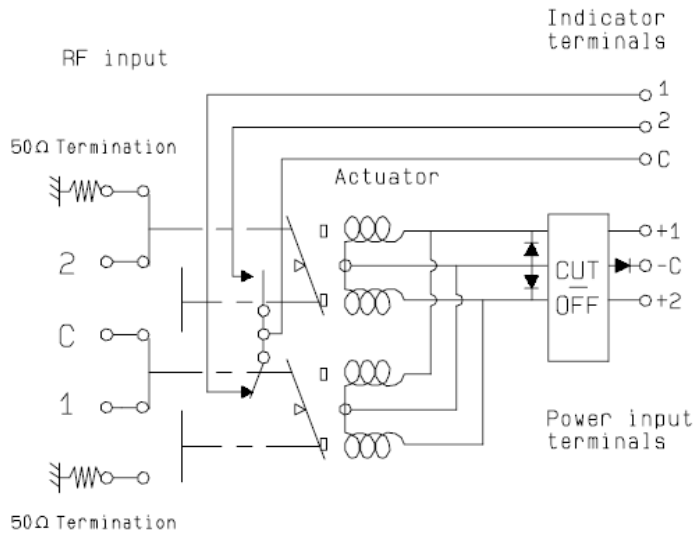 Indicator
terminals
RF input
1
2
50Ω Termination
C
Actuator
+1
2
CUT
-C
OFF
+2
C
1
Power input
terminals
50Ω Termination